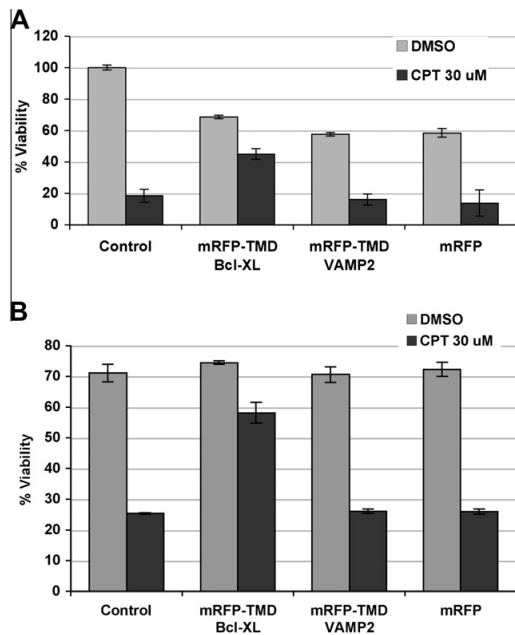 A
DMSO
CPT 30 uM
% Viability
120
100
80
60
40
20
0
Control
mRFP-TMD
Bcl-XL
mRFP-TMD
VAMP2
mRFP
B
DMSO
CPT 30 uM
% Viability
80
70
60
50
40
30
20
10
0
Control
mRFP-TMD
Bcl-XL
mRFP-TMD
VAMP2
mRFP